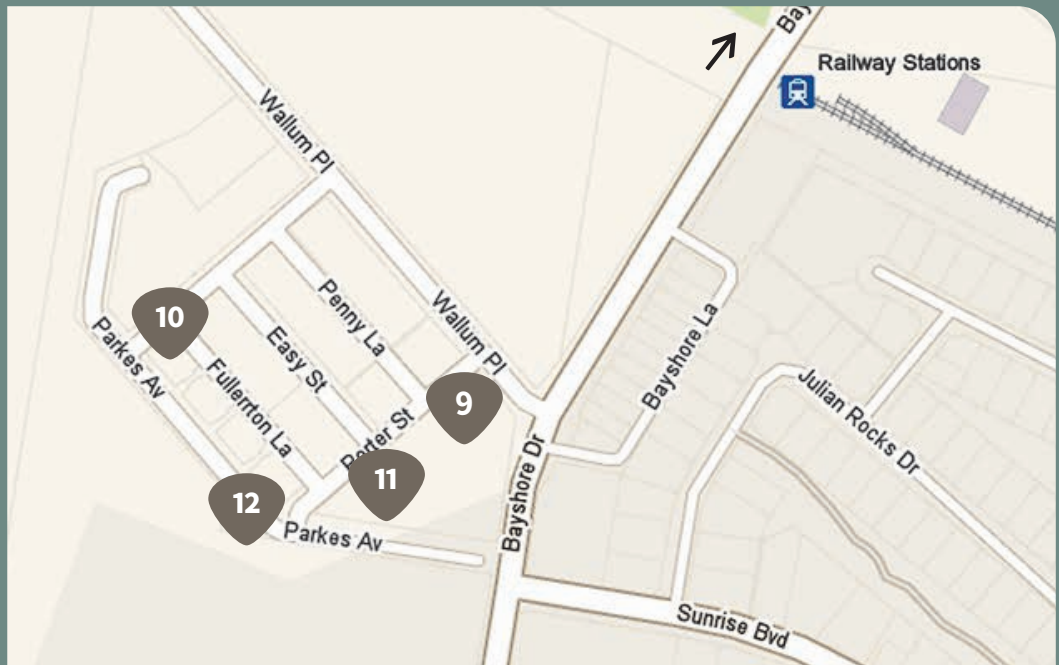 Bay
Railway Stations
Wallum Pl
Penny La
Wallum Pl
10
Parkes Av
Easy St
Bayshore La
Fullerrton La
9
Julian Rocks Dr
Porter St
11
12
Parkes Av
Bayshore Dr
Sunrise Bvd